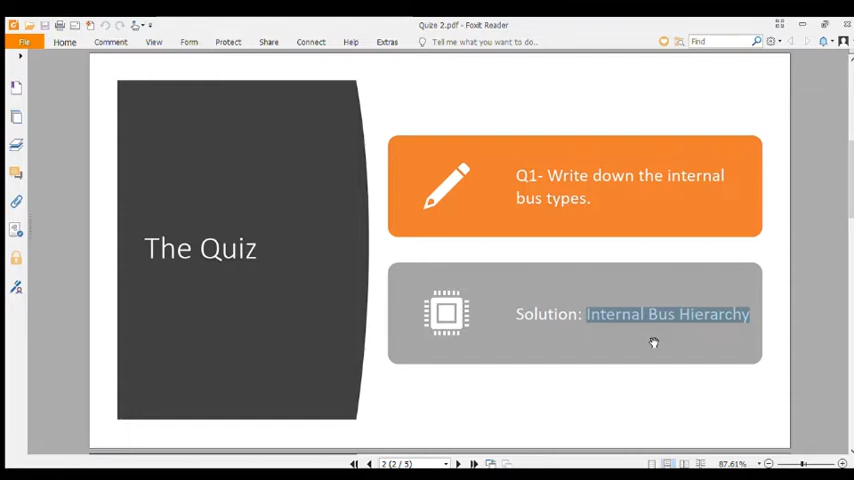 Quize 2.pdf - Foxit Reader
File Home Comment View Form Protect Share Connect Help Extras Tell me what you want to do.. Find
The Quiz
Q1- Write down the internal
bus types.
Solution: Internal Bus Hierarchy
2 (2 / 5) 87.61%